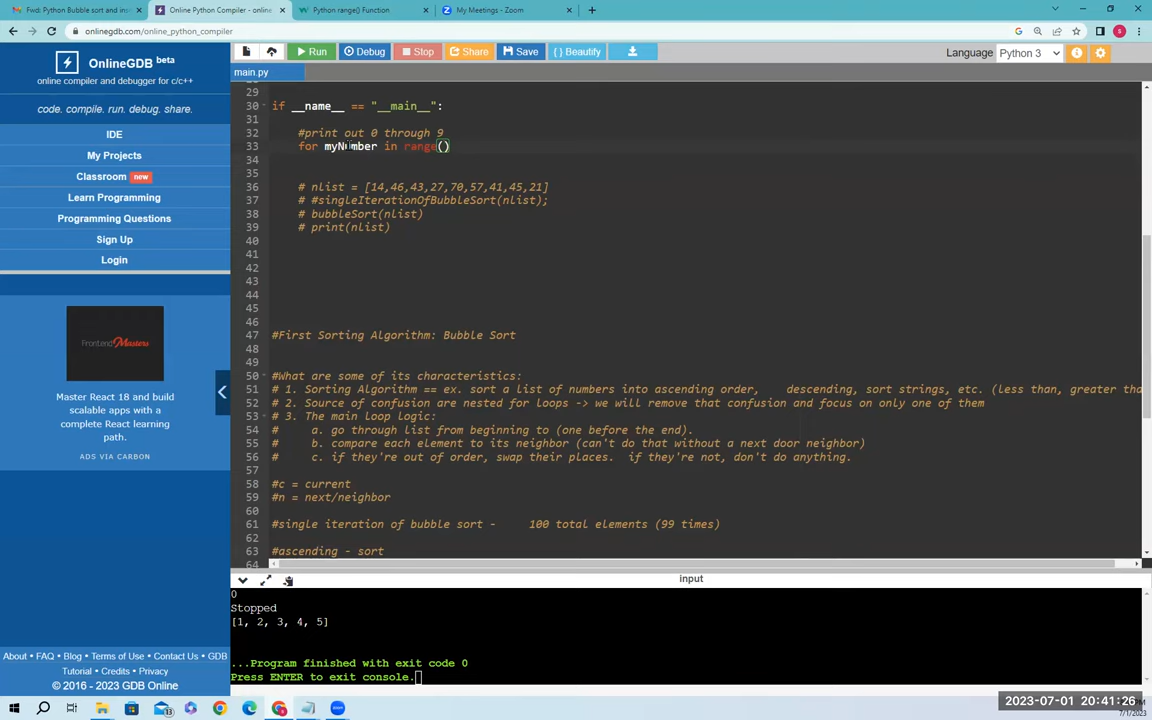 Fwd: Python Bubble sort and ins
Online Python Compiler - online
Python range() Function
My Meetings - Zoom
onlinegdb.com/online_python_compiler
OnlineGDB beta
online compiler and debugger for c/c++
code. compile. run. debug. share.
IDE
My Projects
Classroom new
Learn Programming
Programming Questions
Sign Up
Login
Frontend Masters
Master React 18 and build
scalable apps with a
complete React learning
path.
ADS VIA CARBON
About • FAQ • Blog • Terms of Use • Contact Us • GDB
Tutorial • Credits • Privacy
© 2016 - 2023 GDB Online
Run Debug Stop Share Save { } Beautify
Language Python 3
main.py
29
30 if __name__ == "__main__":
31
32 #print out 0 through 9
33 for myNumber in range()
34
35
36 # nlist = [14,46,43,27,70,57,41,45,21]
37 # #singleIterationOfBubbleSort(nlist);
38 # bubbleSort(nlist)
39 # print(nlist)
40
41
42
43
44
45
46
47 #First Sorting Algorithm: Bubble Sort
48
49
50 #What are some of its characteristics:
51 # 1. Sorting Algorithm == ex. sort a list of numbers into ascending order, descending, sort strings, etc. (less than, greater tha
52 # 2. Source of confusion are nested for loops -> we will remove that confusion and focus on only one of them
53 # 3. The main loop logic:
54 # a. go through list from beginning to (one before the end).
55 # b. compare each element to its neighbor (can't do that without a next door neighbor)
56 # c. if they're out of order, swap their places. if they're not, don't do anything.
57
58 #c = current
59 #n = next/neighbor
60
61 #single iteration of bubble sort - 100 total elements (99 times)
62
63 #ascending - sort
64
input
0
Stopped
[1, 2, 3, 4, 5]
...Program finished with exit code 0
Press ENTER to exit console.
2023-07-01 20:41:26
7/1/2023